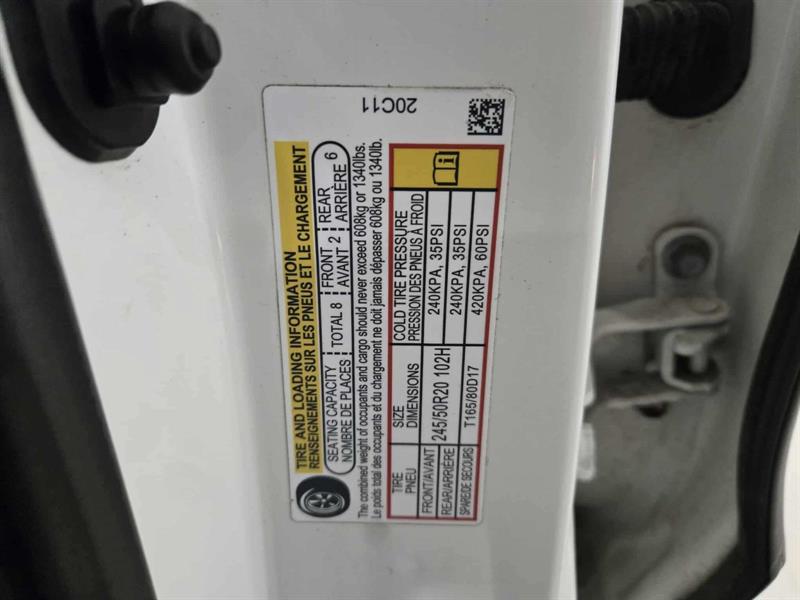 TIRE AND LOADING INFORMATION
RENSEIGNEMENTS SUR LES PNEUS ET LE CHARGEMENT
SEATING CAPACITY TOTAL 8 FRONT 2 REAR 6
NOMBRE DE PLACES AVANT ARRIÈRE
The combined weight of occupants and cargo should never exceed 608kg or 1340lbs.
Le poids total des occupants et du chargement ne doit jamais dépasser 608kg ou 1340lb.
TIRE SIZE COLD TIRE PRESSURE
PNEU DIMENSIONS PRESSION DES PNEUS À FROID
FRONT/AVANT 245/50R20 102H 240KPA, 35PSI
REAR/ARRIÈRE 240KPA, 35PSI
SPARE/DE SECOURS T165/80D17 420KPA, 60PSI
20C11